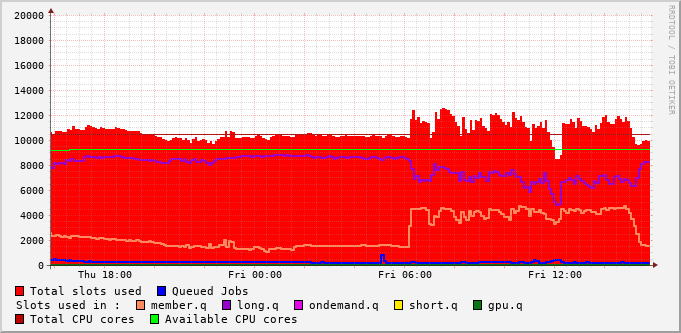 20000
18000
16000
14000
12000
10000
8000
6000
4000
2000
0
Thu 18:00 Fri 00:00 Fri 06:00 Fri 12:00
RRDTOOL / TOBI OETIKER
Total slots used Queued Jobs
Slots used in : member.q long.q ondemand.q short.q gpu.q
Total CPU cores Available CPU cores